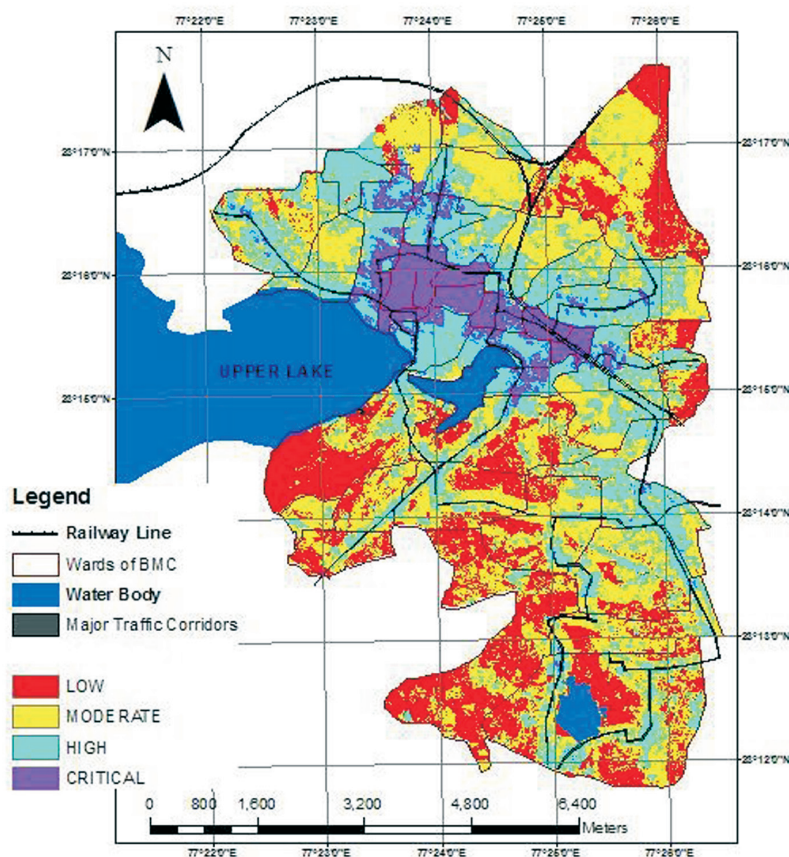 77°22'0"E 77°23'0"E 77°24'0"E 77°25'0"E 77°26'0"E
N
23°17'0"N 23°17'0"N
23°16'0"N 23°16'0"N
UPPER LAKE
23°15'0"N 23°15'0"N
Legend
Railway Line
Wards of BMC
Water Body
Major Traffic Corridors
LOW
MODERATE
HIGH
CRITICAL
23°14'0"N
23°13'0"N
23°12'0"N
0 800 1,600 3,200 4,800 6,400
Meters
77°22'0"E 77°23'0"E 77°24'0"E 77°25'0"E 77°26'0"E